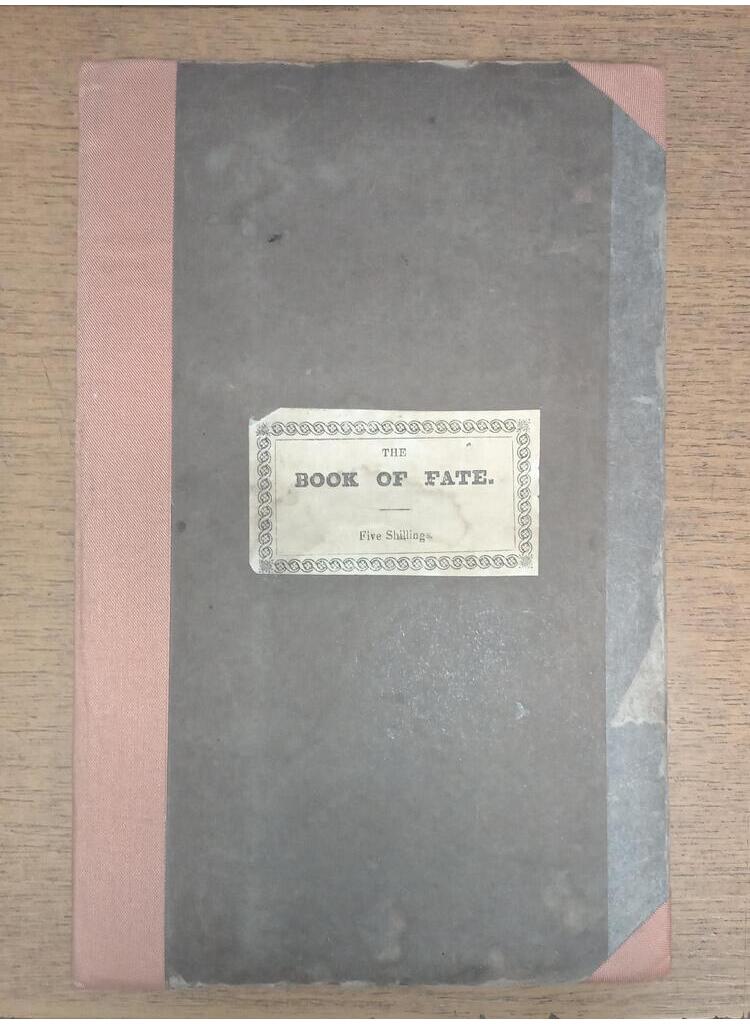 THE
BOOK OF FATE.
Five Shillings.